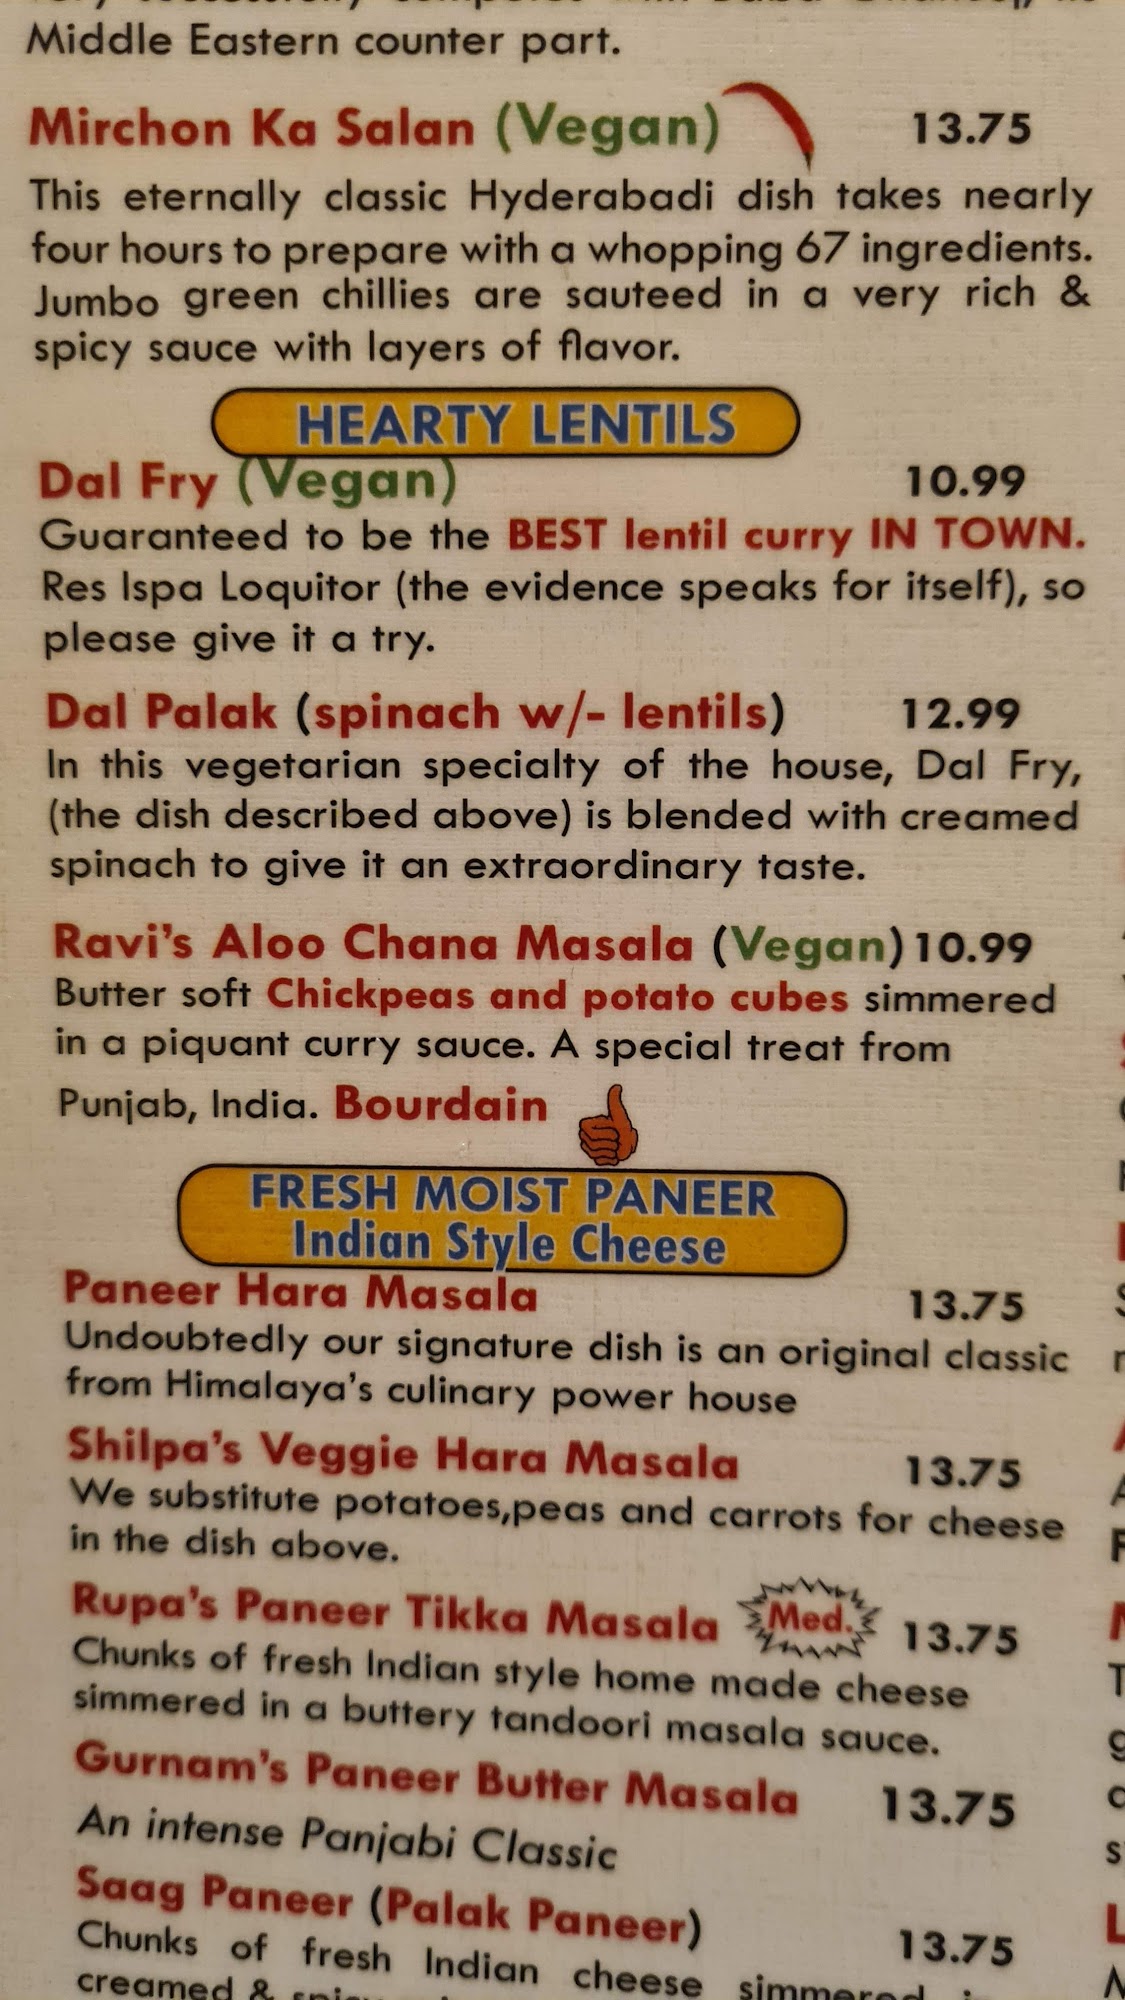 Middle Eastern counter part.
Mirchon Ka Salan (Vegan) 13.75
This eternally classic Hyderabadi dish takes nearly
four hours to prepare with a whopping 67 ingredients.
Jumbo green chillies are sauteed in a very rich &
spicy sauce with layers of flavor.
HEARTY LENTILS
Dal Fry (Vegan) 10.99
Guaranteed to be the BEST lentil curry IN TOWN.
Res Ispa Loquitor (the evidence speaks for itself), so
please give it a try.
Dal Palak (spinach w/- lentils) 12.99
In this vegetarian specialty of the house, Dal Fry,
(the dish described above) is blended with creamed
spinach to give it an extraordinary taste.
Ravi's Aloo Chana Masala (Vegan) 10.99
Butter soft Chickpeas and potato cubes simmered
in a piquant curry sauce. A special treat from
Punjab, India. Bourdain
FRESH MOIST PANEER
Indian Style Cheese
Paneer Hara Masala 13.75
Undoubtedly our signature dish is an original classic
from Himalaya's culinary power house
Shilpa's Veggie Hara Masala 13.75
We substitute potatoes,peas and carrots for cheese
in the dish above.
Rupa's Paneer Tikka Masala Med. 13.75
Chunks of fresh Indian style home made cheese
simmered in a buttery tandoori masala sauce.
Gurnam's Paneer Butter Masala 13.75
An intense Panjabi Classic
Saag Paneer (Palak Paneer) 13.75
Chunks of fresh Indian cheese simmered in
creamed &